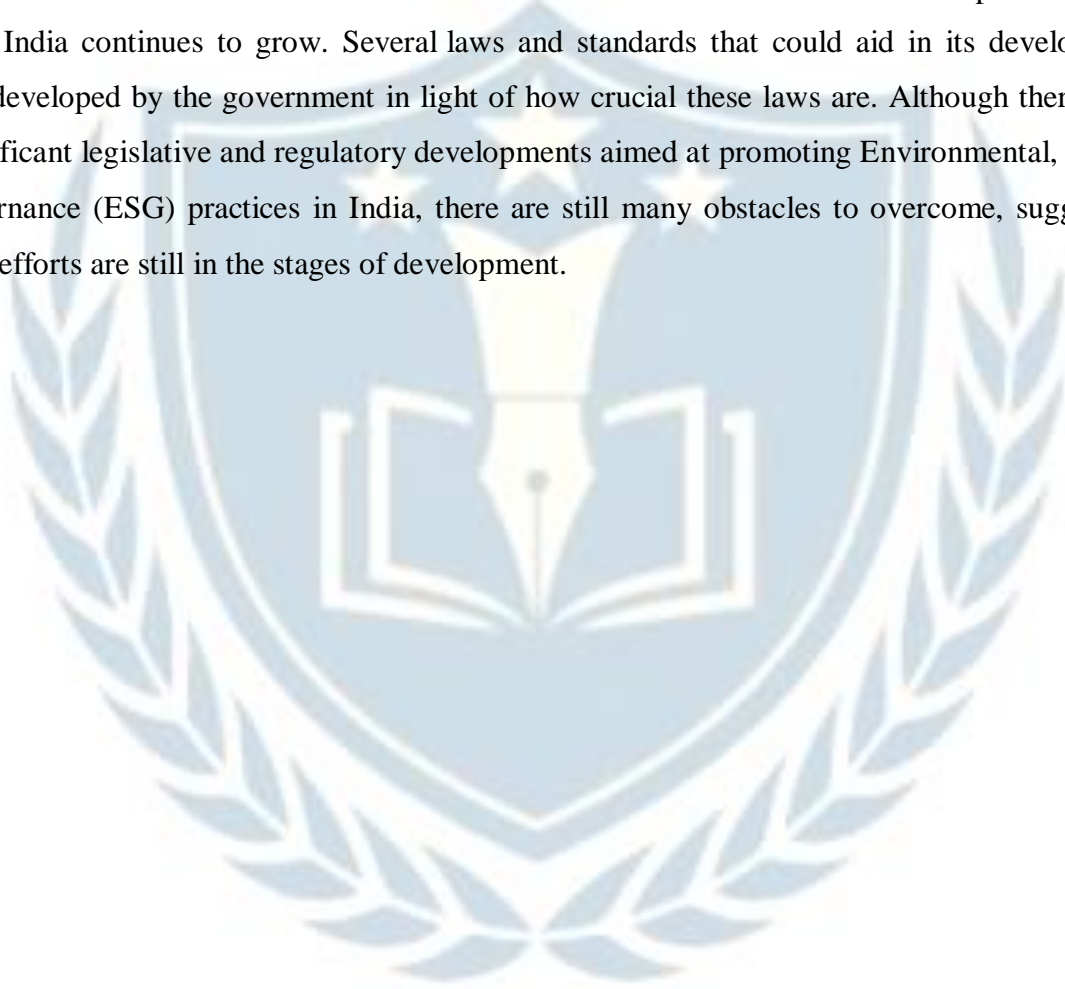 India continues to grow. Several laws and standards that could aid in its develo
developed by the government in light of how crucial these laws are. Although ther
ficant legislative and regulatory developments aimed at promoting Environmental,
rnance (ESG) practices in India, there are still many obstacles to overcome, sugg
efforts are still in the stages of development.